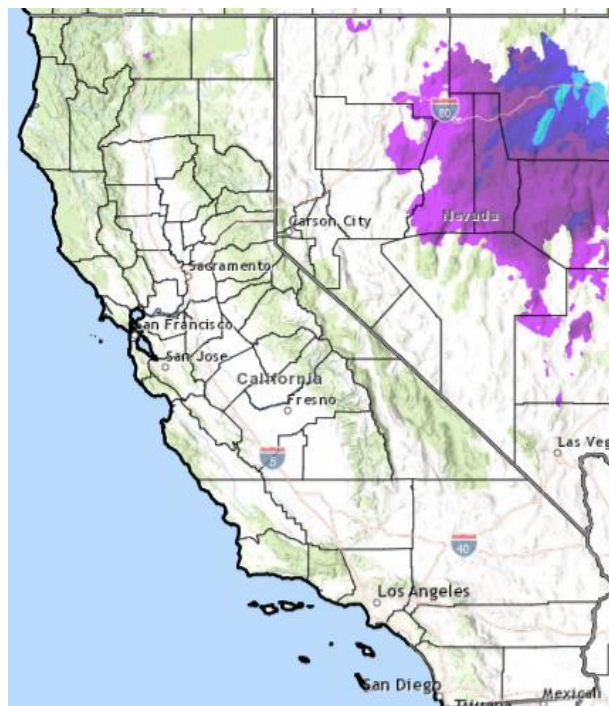 80
Nevada
Carson City
Sacramento
San Francisco
San Jose
California
Fresno
5
Las Veg
40
Los Angeles
San Diego
Mexicali
Tijuana